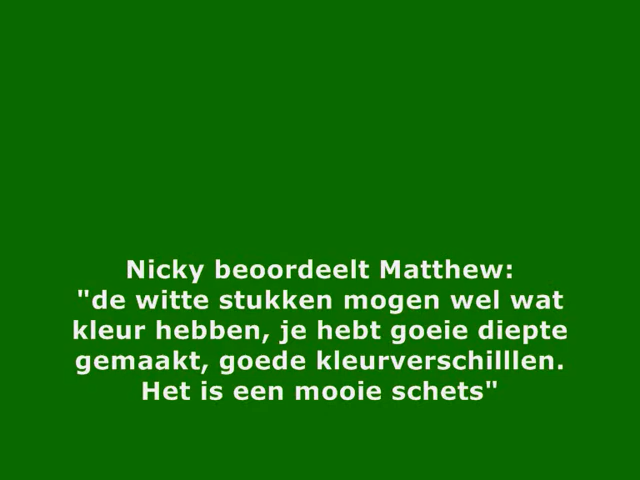 Nicky beoordeelt Matthew:
"de witte stukken mogen wel wat
kleur hebben, je hebt goeie diepte
gemaakt, goede kleurverschilllen.
Het is een mooie schets"